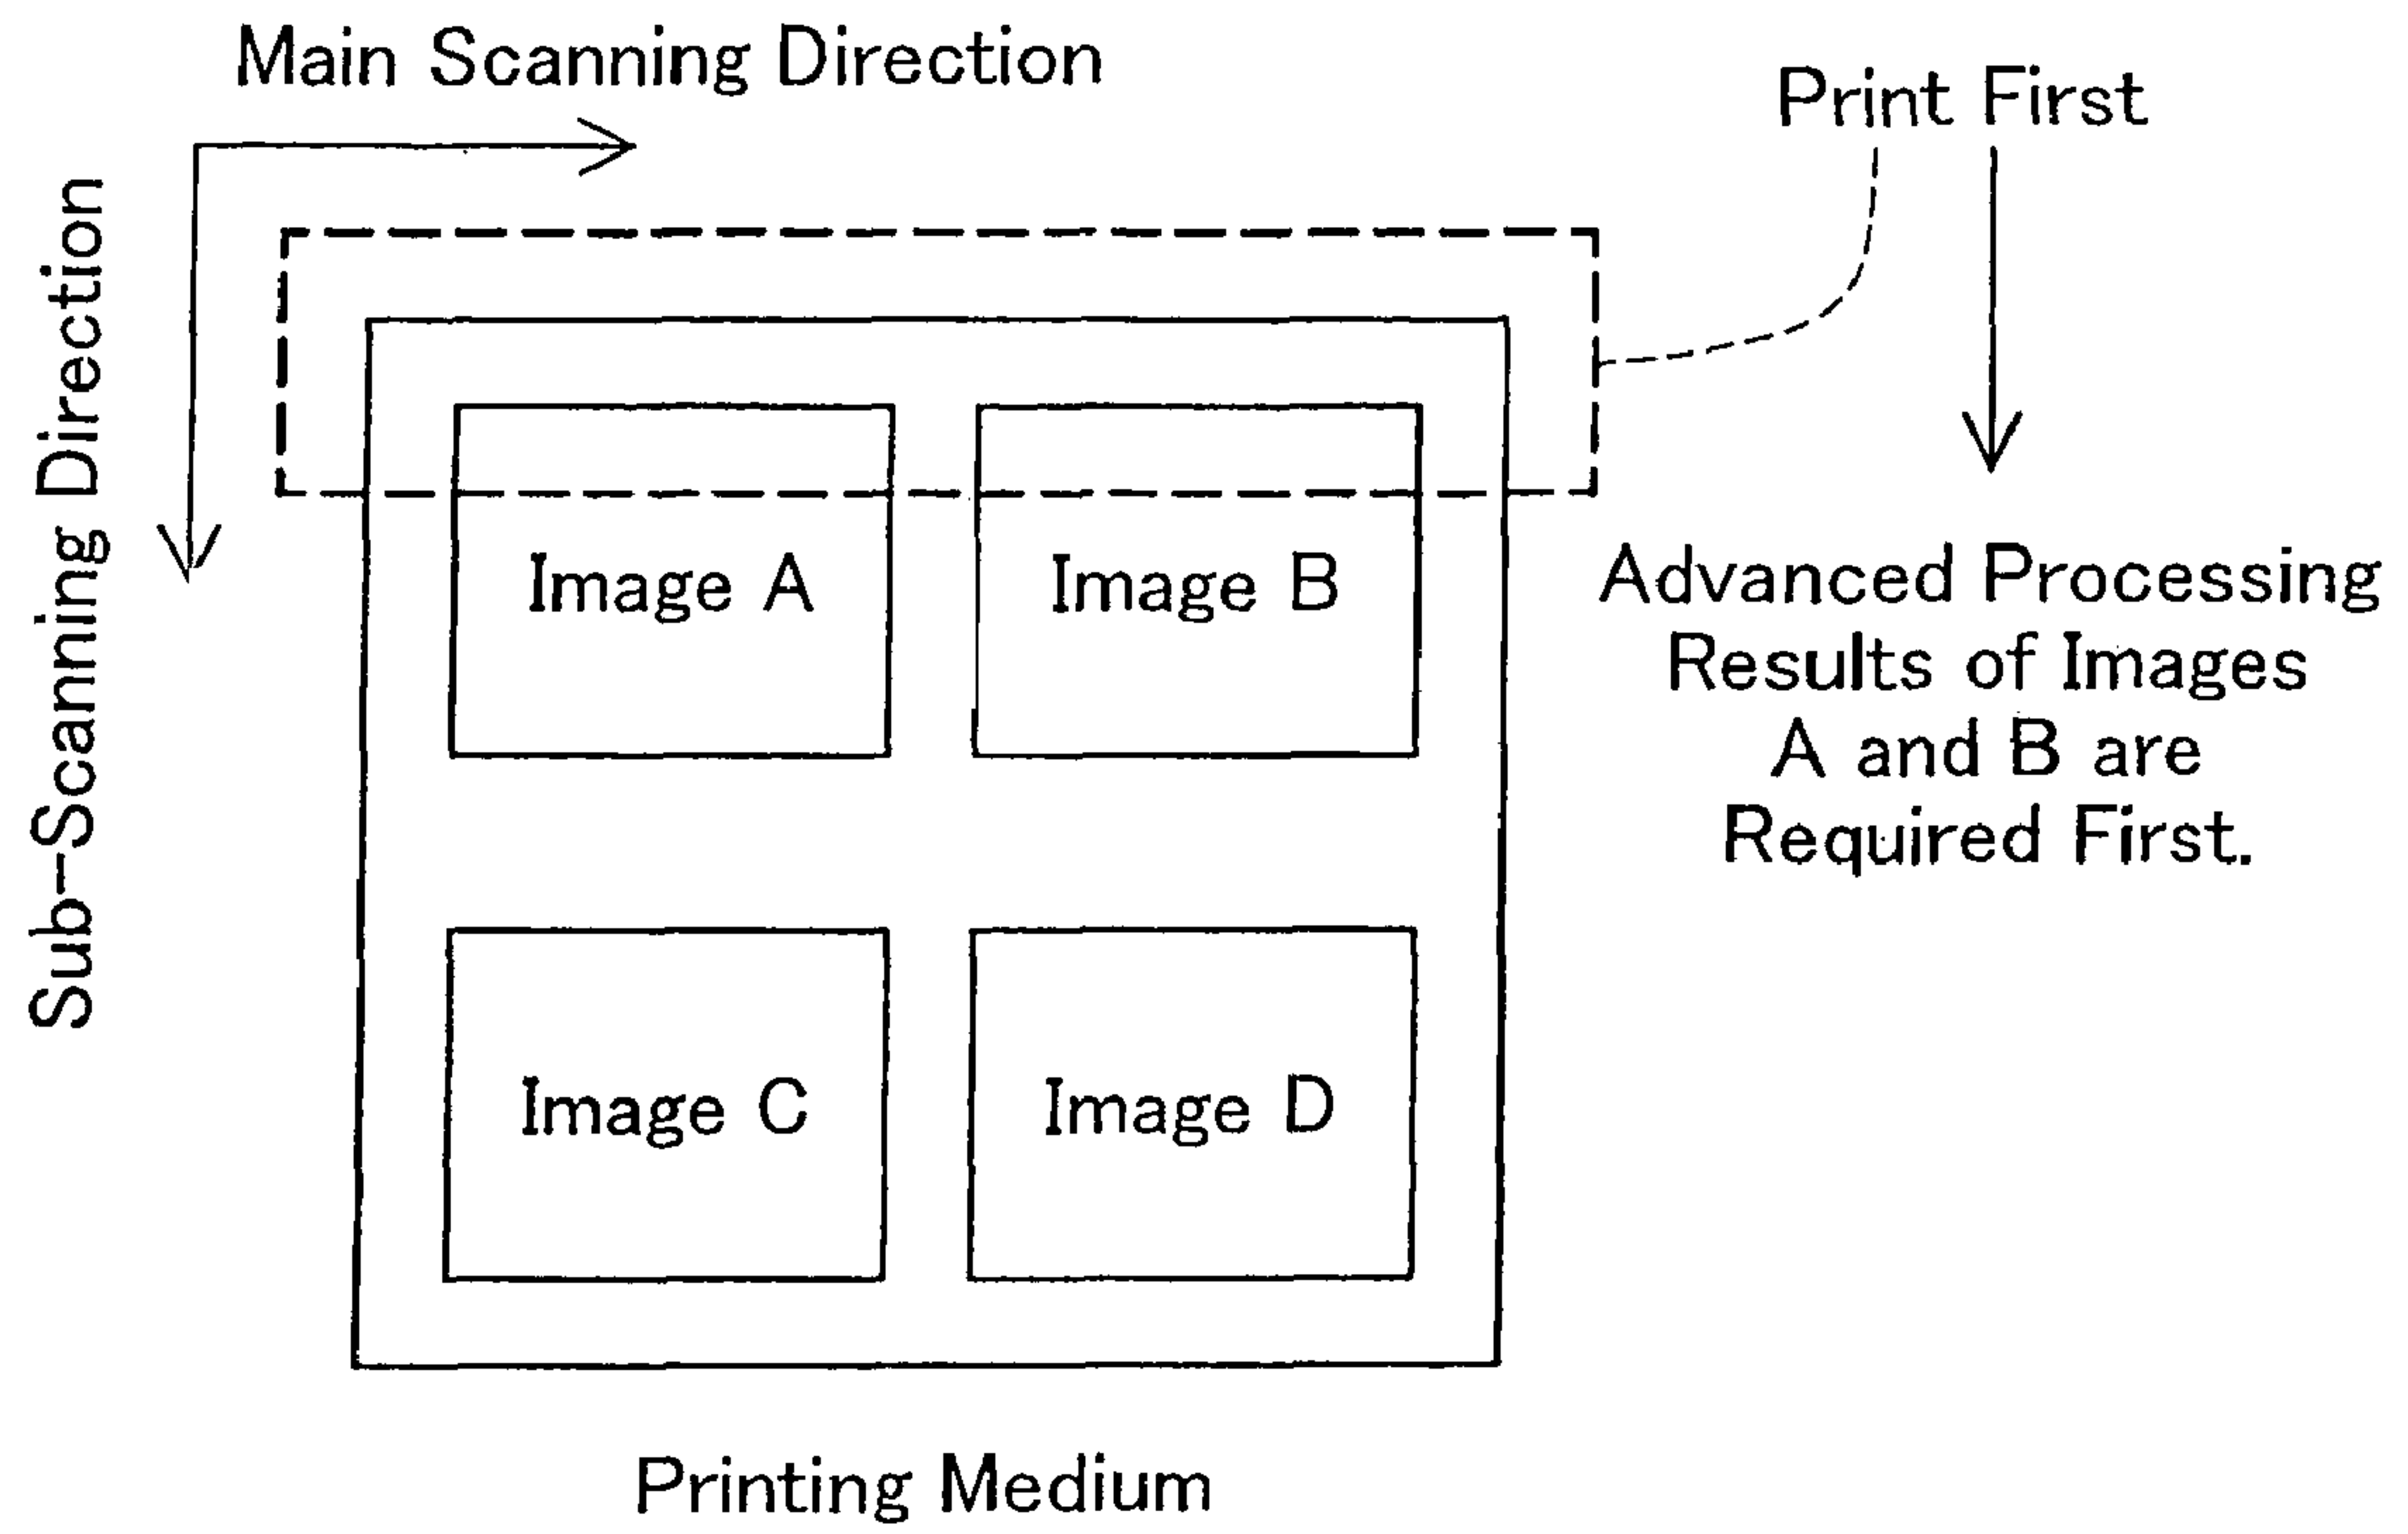 Main Scanning Direction
Print First
Sub-Scanning Direction
Image A
Image B
Advanced Processing
Results of Images
A and B are
Required First.
Image C
Image D
Printing Medium